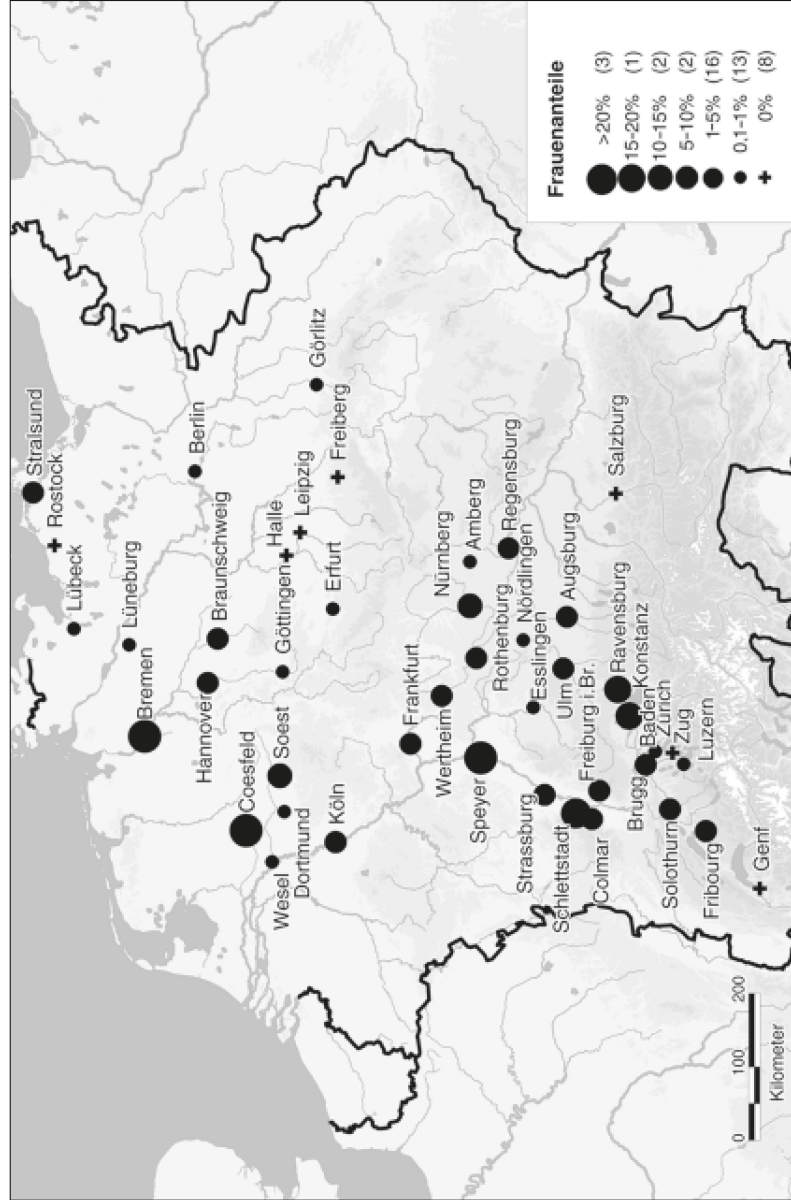 Stralsund
Rostock
Lübeck
Lüneburg
Bremen
Berlin
Braunschweig
Hannover
Görlitz
Freiberg
Leipzig
Halle
Göttingen
Erfurt
Coesfeld
Soest
Wesel
Dortmund
Köln
Frankfurt
Wertheim
Nürnberg
Amberg
Rothenburg
Regensburg
Nördlingen
Speyer
Esslingen
Augsburg
Ulm
Strassburg
Schlettstadt
Colmar
Freiburg i.Br.
Salzburg
Ravensburg
Konstanz
Baden
Brugg
Zürich
Zug
Luzern
Solothurn
Fribourg
Genf
Frauenanteile
>20% (3)
15-20% (1)
10–15% (2)
5-10% (2)
1-5% (16)
0,1–1% (13)
0% (8)
0 100 200
Kilometer